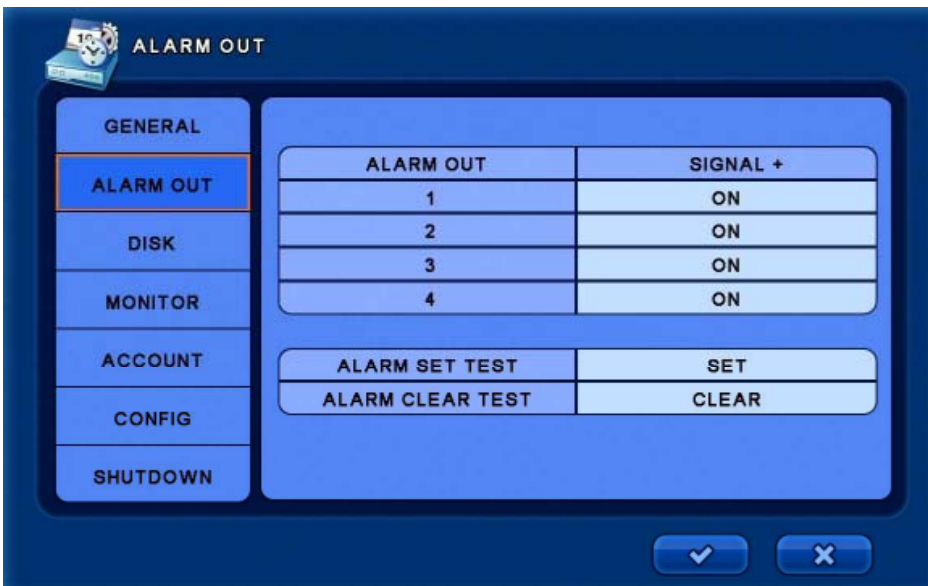 ALARM OUT
GENERAL
ALARM OUT
DISK
MONITOR
ACCOUNT
CONFIG
SHUTDOWN
ALARM OUT SIGNAL +
1 ON
2 ON
3 ON
4 ON
ALARM SET TEST SET
ALARM CLEAR TEST CLEAR